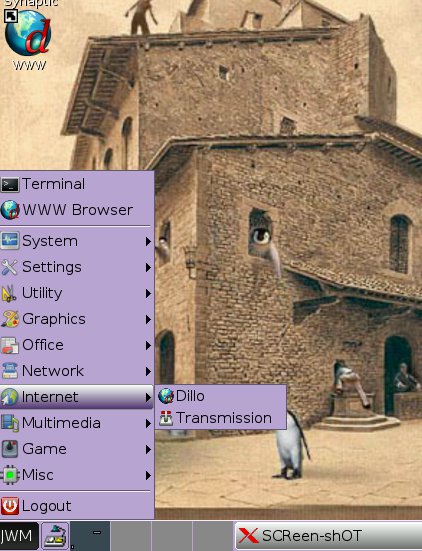 Synaptic
WWW
Terminal
WWW Browser
System
Settings
Utility
Graphics
Office
Network
Internet
Dillo
Transmission
Multimedia
Game
Misc
Logout
JWM
SCReen-shOT